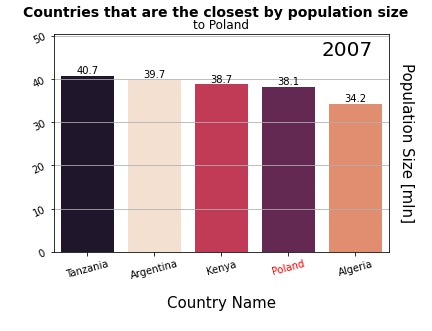 Countries that are the closest by population size
to Poland
2007
50
40
30
20
10
0
40.7
39.7
38.7
38.1
34.2
Tanzania
Argentina
Kenya
Poland
Algeria
Country Name
Population Size [mln]